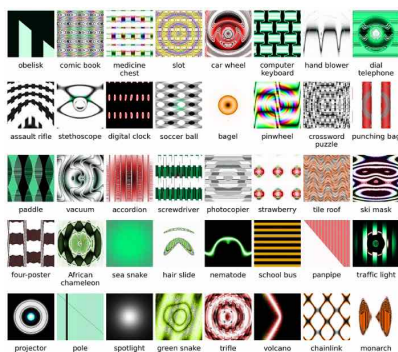 obelisk comic book medicine chest slot car wheel computer keyboard hand blower dial telephone
assault rifle stethoscope digital clock soccer ball bagel pinwheel crossword puzzle punching bag
paddle vacuum accordion screwdriver photocopier strawberry tile roof ski mask
four-poster African chameleon sea snake hair slide nematode school bus panpipe traffic light
projector pole spotlight green snake trifle volcano chainlink monarch